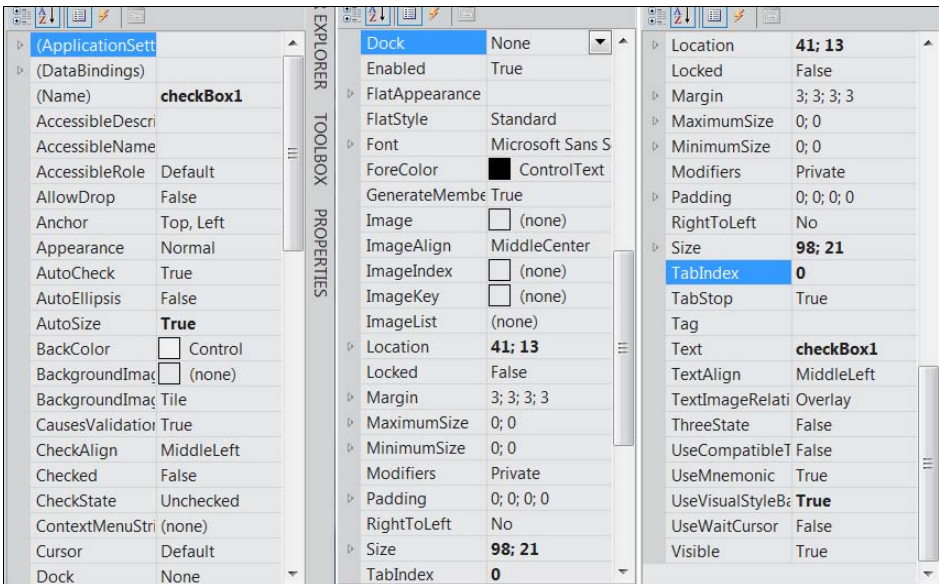 (ApplicationSett
(DataBindings)
(Name) checkBox1
AccessibleDescri
AccessibleName
AccessibleRole Default
AllowDrop False
Anchor Top, Left
Appearance Normal
AutoCheck True
AutoEllipsis False
AutoSize True
BackColor Control
BackgroundImag (none)
BackgroundImag Tile
CausesValidation True
CheckAlign MiddleLeft
Checked False
CheckState Unchecked
ContextMenuStri (none)
Cursor Default
Dock None
EXPLORER
TOOLBOX
PROPERTIES
Dock None
Enabled True
FlatAppearance
FlatStyle Standard
Font Microsoft Sans S
ForeColor ControlText
GenerateMembe True
Image (none)
ImageAlign MiddleCenter
ImageIndex (none)
ImageKey (none)
ImageList (none)
Location 41; 13
Locked False
Margin 3; 3; 3; 3
MaximumSize 0; 0
MinimumSize 0; 0
Modifiers Private
Padding 0; 0; 0; 0
RightToLeft No
Size 98; 21
TabIndex 0
Location 41; 13
Locked False
Margin 3; 3; 3; 3
MaximumSize 0; 0
MinimumSize 0; 0
Modifiers Private
Padding 0; 0; 0; 0
RightToLeft No
Size 98; 21
TabIndex 0
TabStop True
Tag
Text checkBox1
TextAlign MiddleLeft
TextImageRelati Overlay
ThreeState False
UseCompatibleT False
UseMnemonic True
UseVisualStyleBa True
UseWaitCursor False
Visible True